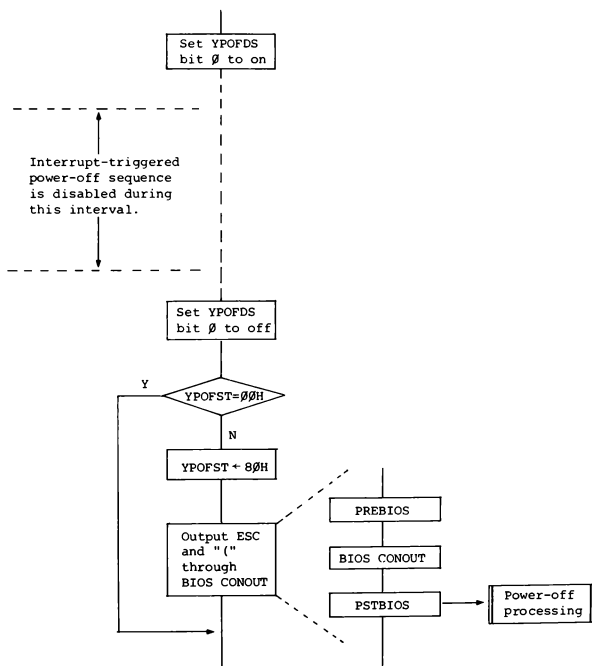 Set YPOFDS
bit Ø to on
Interrupt-triggered
power-off sequence
is disabled during
this interval.
Set YPOFDS
bit Ø to off
Y
YPOFST=ØØH
N
YPOFST ← 8ØH
Output ESC
and "("
through
BIOS CONOUT
PREBIOS
BIOS CONOUT
PSTBIOS
Power-off
processing